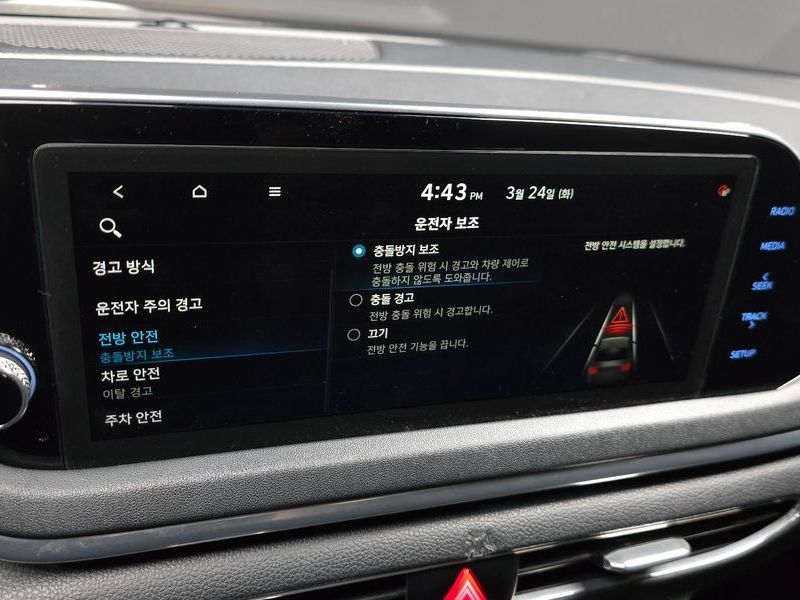 4:43 PM 3월 24일 (화)
운전자 보조
경고 방식
운전자 주의 경고
전방 안전
충돌방지 보조
차로 안전
이탈 경고
주차 안전
충돌방지 보조
전방 충돌 위험 시 경고와 차량 제어로
충돌하지 않도록 도와줍니다.
충돌 경고
전방 충돌 위험 시 경고합니다.
끄기
전방 안전 기능을 끕니다.
전방 안전 시스템을 설정합니다.
RADIO
MEDIA
SEEK
TRACK
SETUP